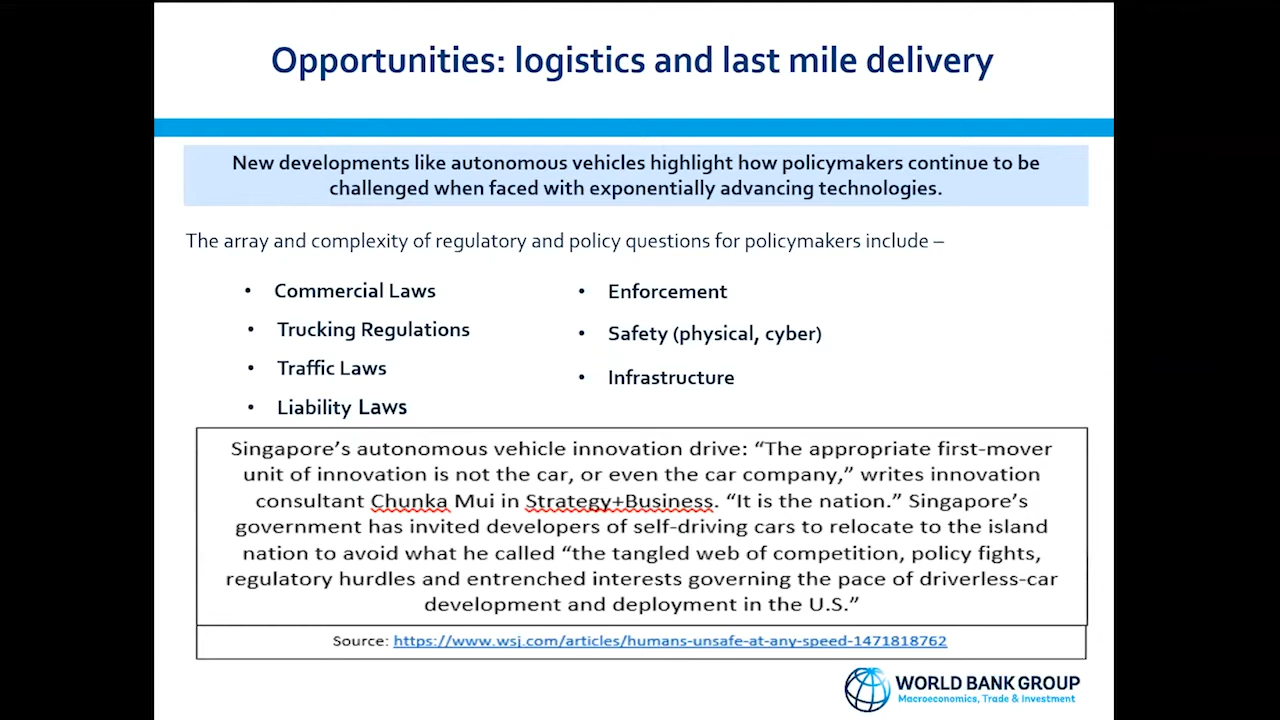 Opportunities: logistics and last mile delivery
New developments like autonomous vehicles highlight how policymakers continue to be
challenged when faced with exponentially advancing technologies.
The array and complexity of regulatory and policy questions for policymakers include –
• Commercial Laws
• Trucking Regulations
• Traffic Laws
• Liability Laws
• Enforcement
• Safety (physical, cyber)
• Infrastructure
Singapore’s autonomous vehicle innovation drive: “The appropriate first-mover
unit of innovation is not the car, or even the car company,” writes innovation
consultant Chunka Mui in Strategy+Business. “It is the nation.” Singapore’s
government has invited developers of self-driving cars to relocate to the island
nation to avoid what he called “the tangled web of competition, policy fights,
regulatory hurdles and entrenched interests governing the pace of driverless-car
development and deployment in the U.S.”
Source: https://www.wsj.com/articles/humans-unsafe-at-any-speed-1471818762
WORLD BANK GROUP
Macroeconomics, Trade & Investment